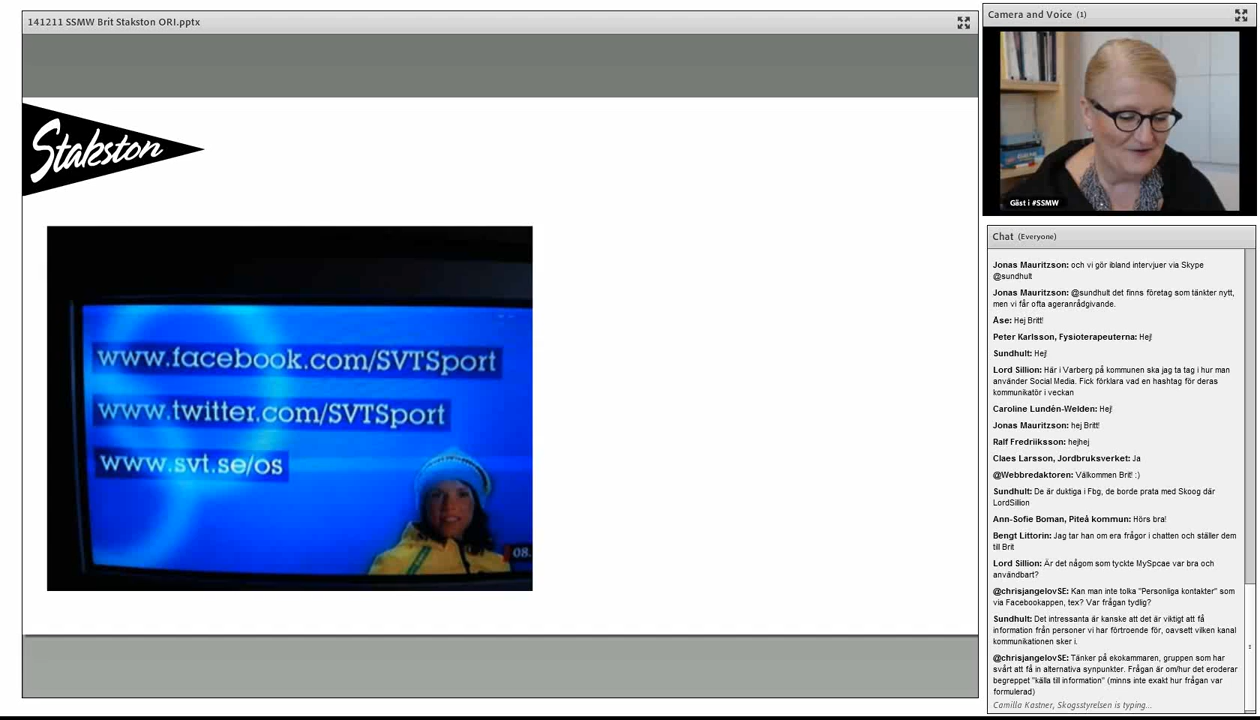 141211 SSMW Brit Stakston ORI.pptx
Stakston
www.facebook.com/SVTSport
www.twitter.com/SVTSport
www.svt.se/os
08.
Camera and Voice (1)
Gäst i #SSMW
Chat (Everyone)
Jonas Mauritzson: och vi gör ibland intervjuer via Skype
@sundhult
Jonas Mauritzson: @sundhult det finns företag som tänkter nytt,
men vi får ofta ageranrådgivande.
Åse: Hej Britt!
Peter Karlsson, Fysioterapeuterna: Hej!
Sundhult: Hej!
Lord Sillion: Här i Varberg på kommunen ska jag ta tag i hur man
använder Social Media. Fick förklara vad en hashtag för deras
kommunikatör i veckan
Caroline Lundén-Welden: Hej!
Jonas Mauritzson: hej Britt!
Ralf Fredriiksson: hejhej
Claes Larsson, Jordbruksverket: Ja
@Webbredaktoren: Välkommen Brit! :)
Sundhult: De är duktiga i Fbg, de borde prata med Skoog där
LordSillion
Ann-Sofie Boman, Piteå kommun: Hörs bra!
Bengt Littorin: Jag tar han om era frågor i chatten och ställer dem
till Brit
Lord Sillion: Är det någom som tyckte MySpcae var bra och
användbart?
@chrisjangelovSE: Kan man inte tolka "Personliga kontakter" som
via Facebookappen, tex? Var frågan tydlig?
Sundhult: Det intressanta är kanske att det är viktigt att få
information från personer vi har förtroende för, oavsett vilken kanal
kommunikationen sker i.
@chrisjangelovSE: Tänker på ekokammaren, gruppen som har
svårt att få in alternativa synpunkter. Frågan är om/hur det eroderar
begreppet "källa till information" (minns inte exakt hur frågan var
formulerad)
Camilla Kastner, Skogsstyrelsen is typing...